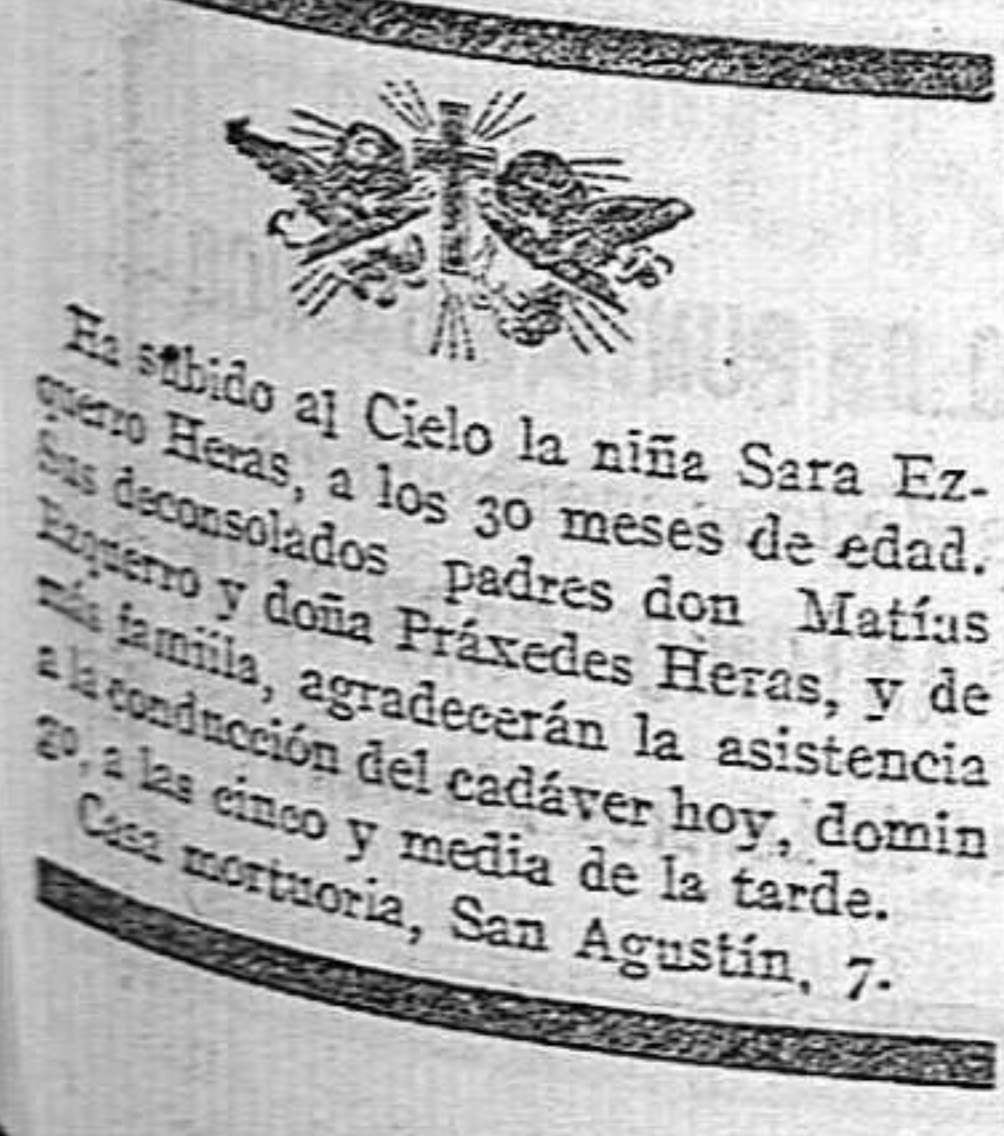 Ha subido al Cielo la niña Sara Ez-
querro Heras, a los 30 meses de edad.
Sus deconsolados padres don Matías
Ezquerro y doña Práxedes Heras, y de
más famiila, agradecerán la asistencia
a la conducción del cadáver hoy, domin
go, a las cinco y media de la tarde.
Casa mortuoria, San Agustín, 7.